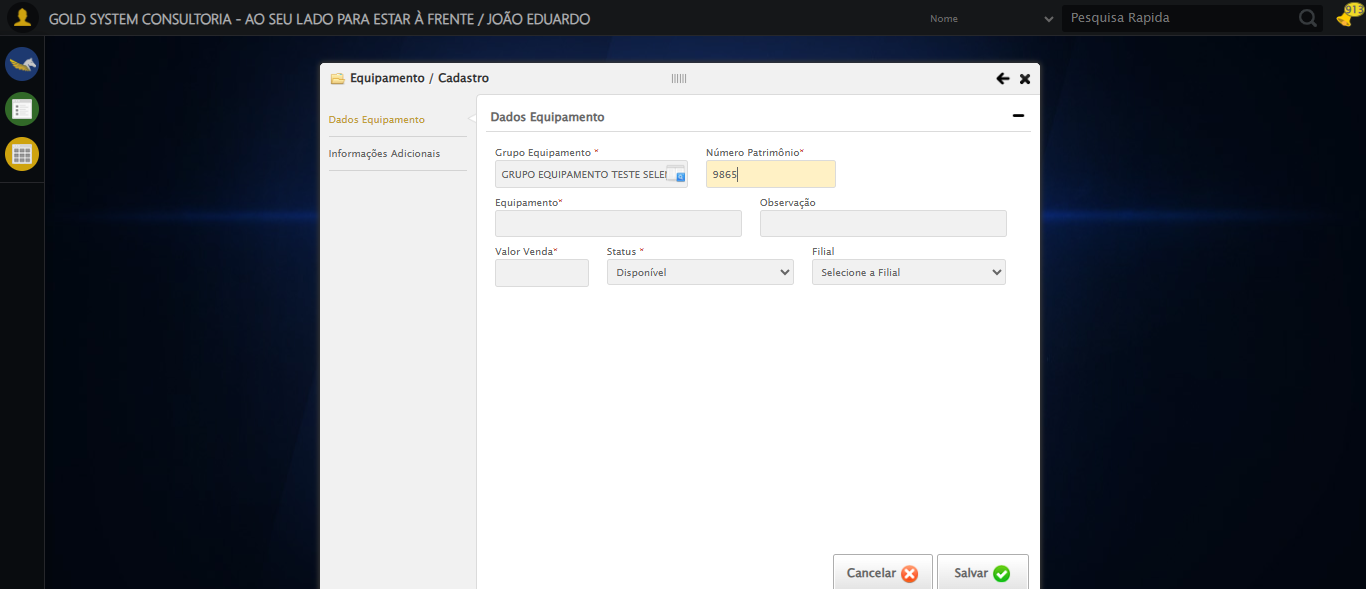 GOLD SYSTEM CONSULTORIA - AO SEU LADO PARA ESTAR À FRENTE / JOÃO EDUARDO
Nome
Pesquisa Rapida
913
Equipamento / Cadastro
Dados Equipamento
Informações Adicionais
Dados Equipamento
Grupo Equipamento * Número Patrimônio*
GRUPO EQUIPAMENTO TESTE 9865
Equipamento* Observação
Valor Venda* Status * Filial
Disponível Selecione a Filial
Cancelar Salvar